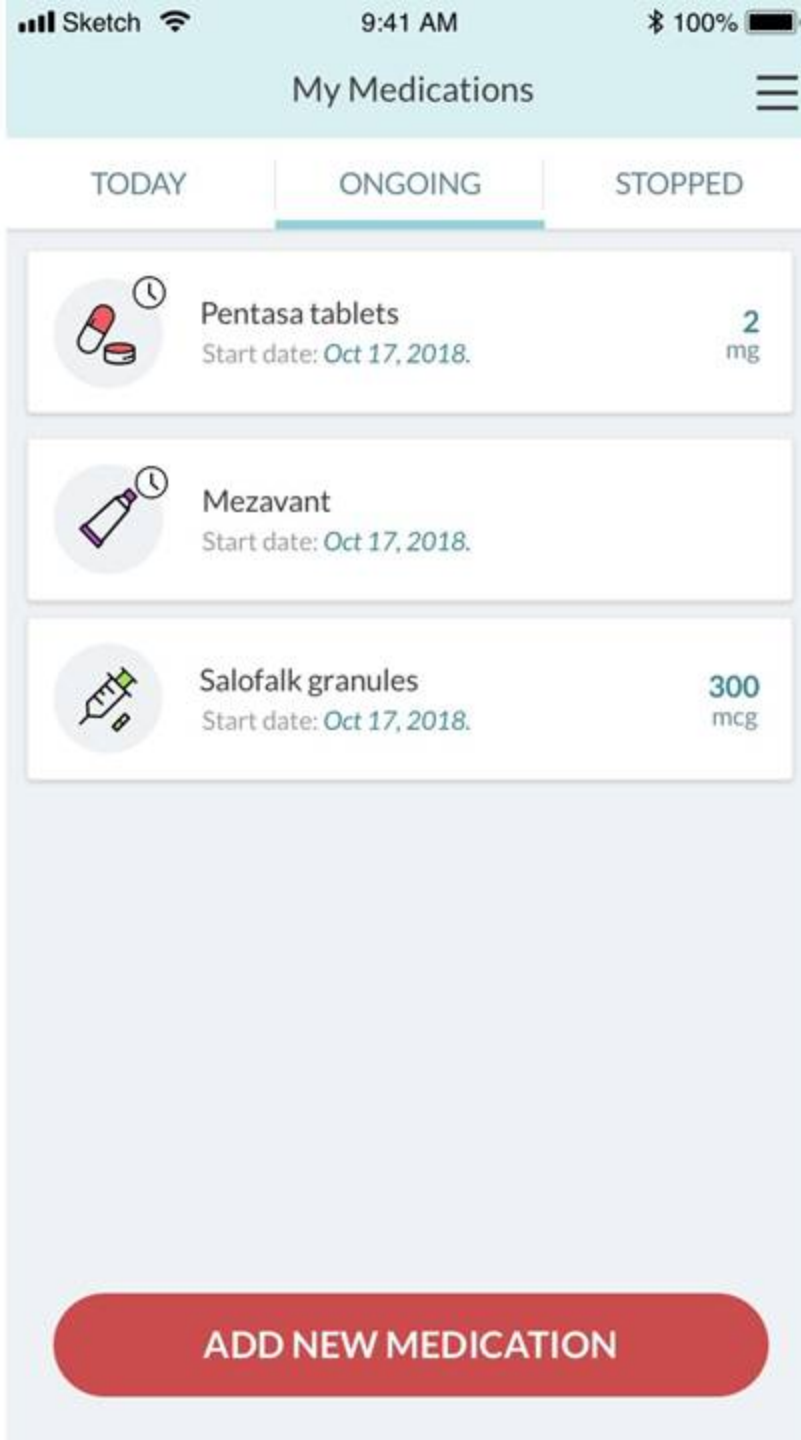 Sketch 9:41 AM 100%
My Medications
TODAY ONGOING STOPPED
Pentasa tablets
Start date: Oct 17, 2018.
2
mg
Mezavant
Start date: Oct 17, 2018.
Salofalk granules
Start date: Oct 17, 2018.
300
mcg
ADD NEW MEDICATION